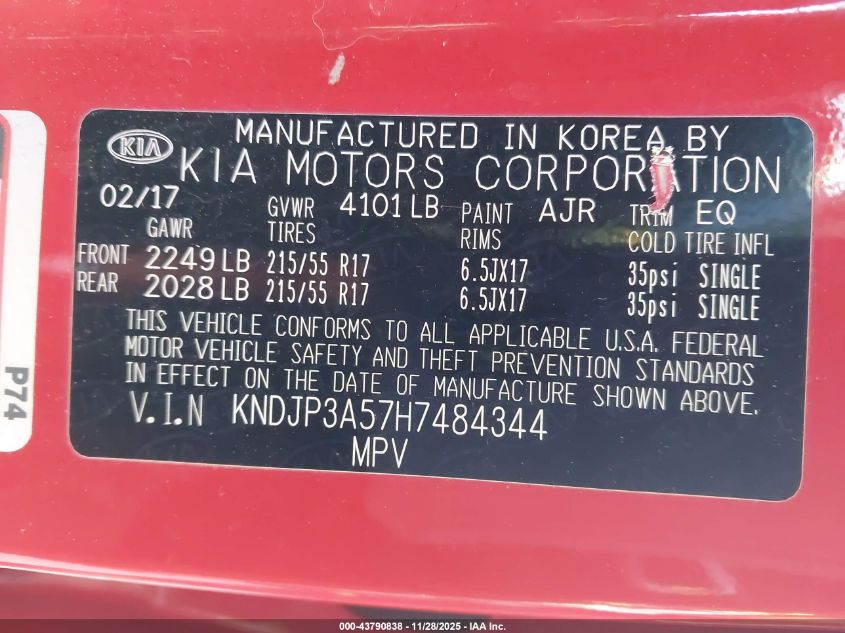 KIA
MANUFACTURED IN KOREA BY
KIA MOTORS CORPORATION
02/17 GVWR 4101 LB PAINT AJR TRIM EQ
GAWR TIRES RIMS COLD TIRE INFL
FRONT 2249 LB 215/55 R17 6.5JX17 35psi SINGLE
REAR 2028 LB 215/55 R17 6.5JX17 35psi SINGLE
THIS VEHICLE CONFORMS TO ALL APPLICABLE U.S.A. FEDERAL
MOTOR VEHICLE SAFETY AND THEFT PREVENTION STANDARDS
IN EFFECT ON THE DATE OF MANUFACTURE SHOWN ABOVE.
V.I.N KNDJP3A57H7484344
MPV
P74
000-43790838 - 11/28/2025 - IAA Inc.